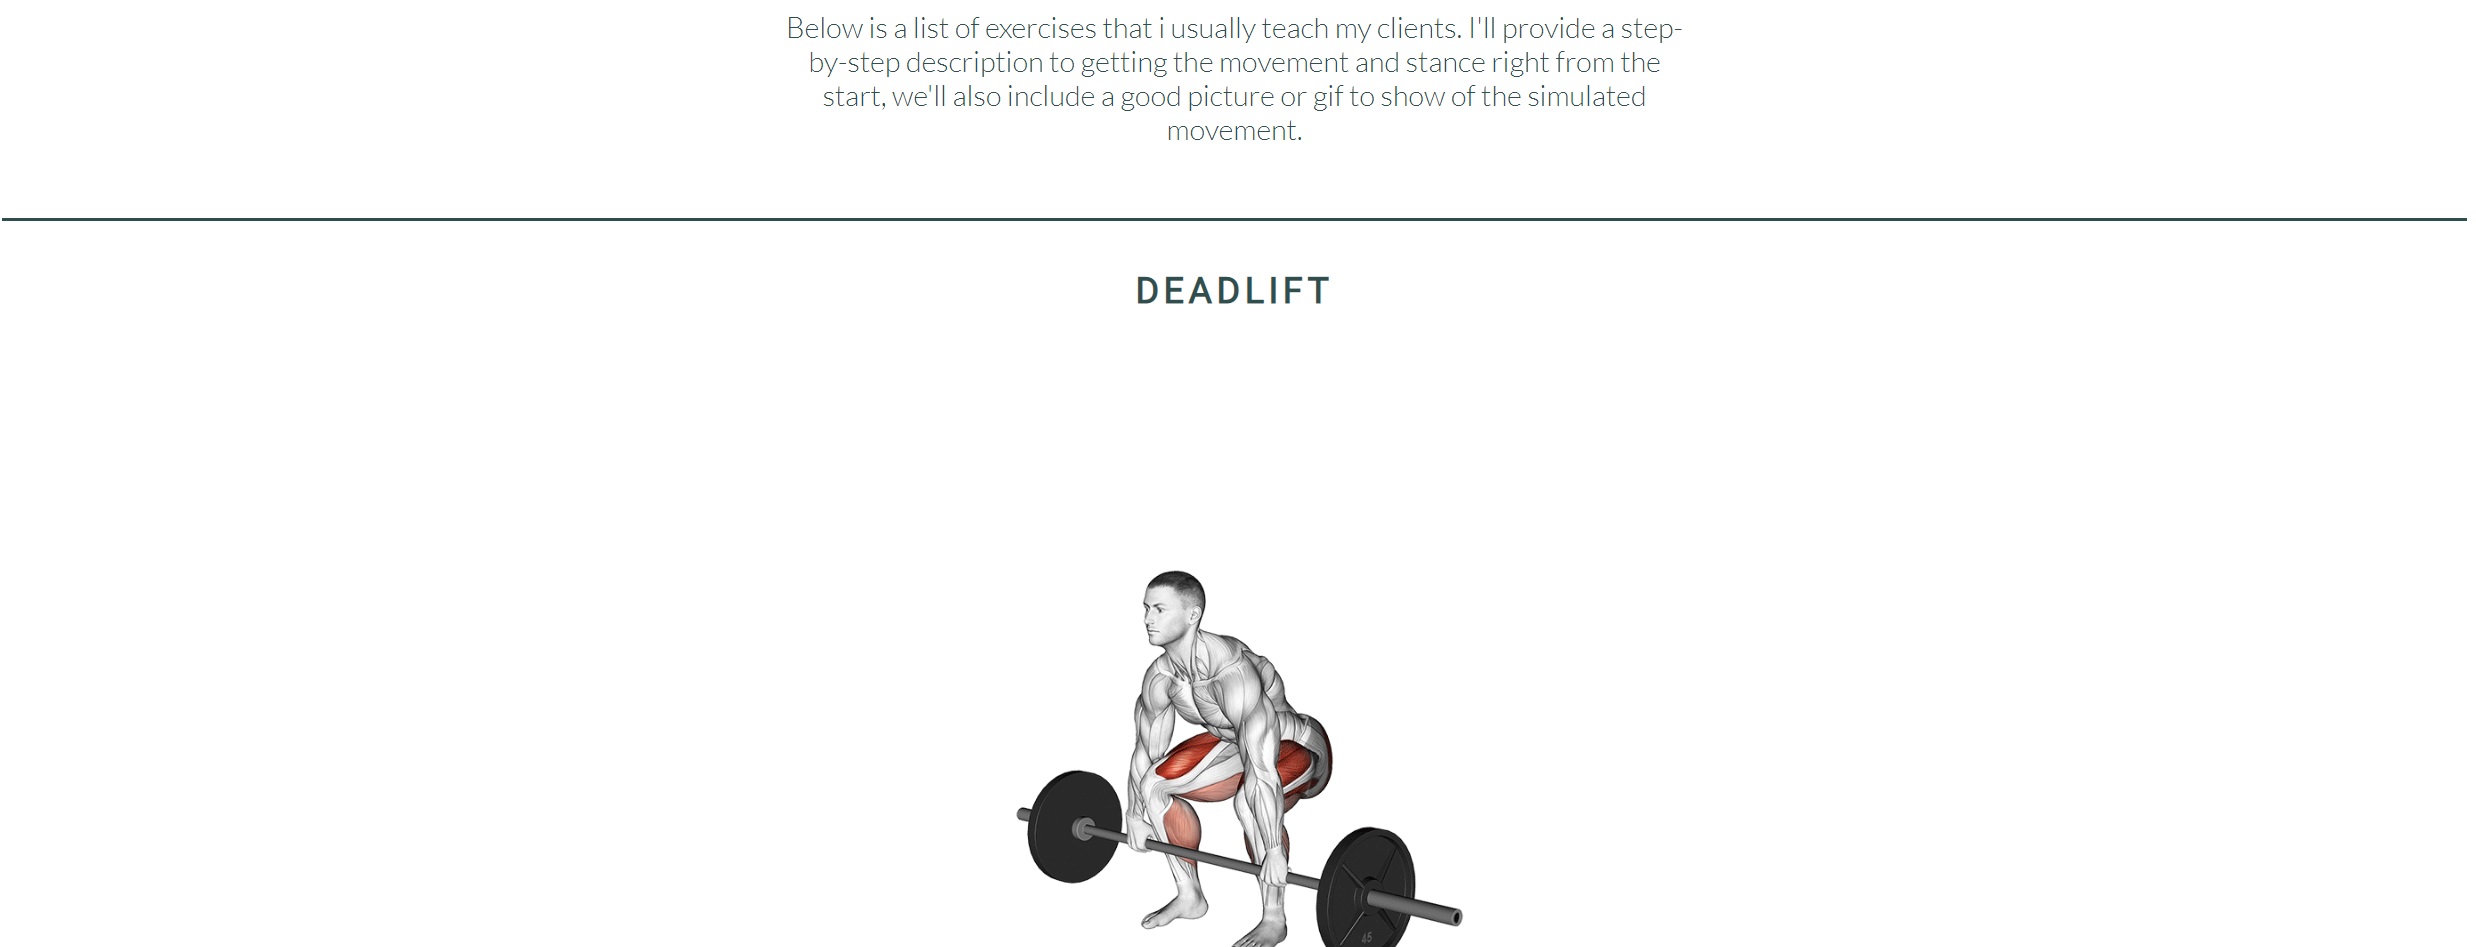 Below is a list of exercises that i usually teach my clients. I'll provide a step-
by-step description to getting the movement and stance right from the
start, we'll also include a good picture or gif to show of the simulated
movement.
DEADLIFT
45